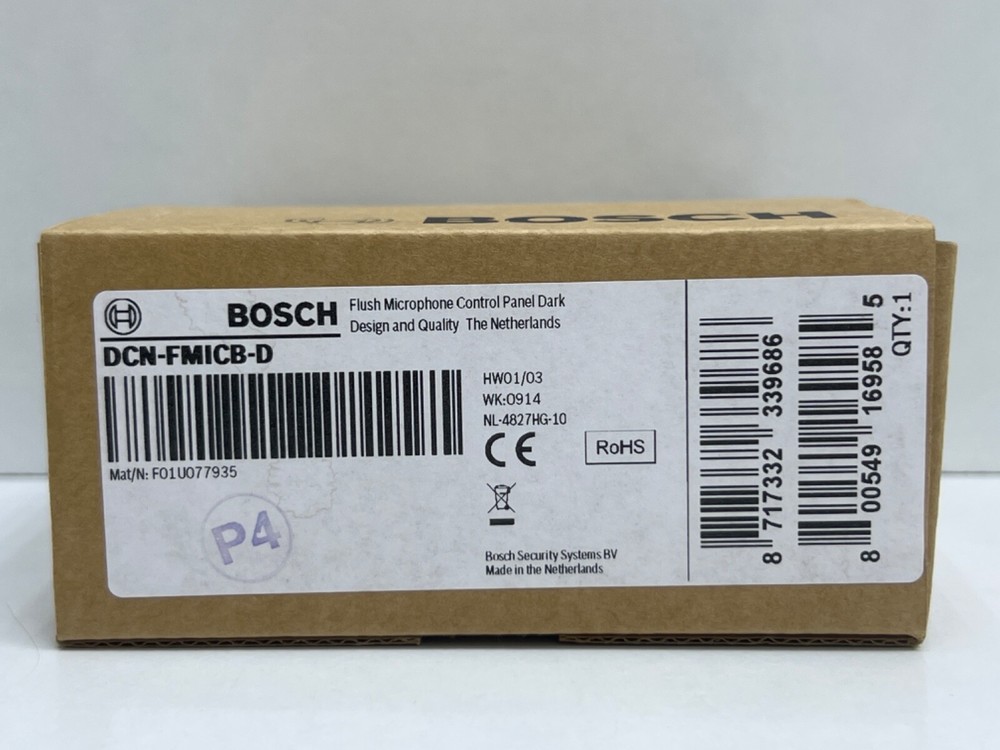 BOSCH
BOSCH
Flush Microphone Control Panel Dark
Design and Quality The Netherlands
DCN-FMICB-D
HW01/03
WK:0914
NL-4827HG-10
CE
RoHS
Mat/N: F01U077935
P4
Bosch Security Systems BV
Made in the Netherlands
8 717332 339686
8 00549 16958 5
QTY:1